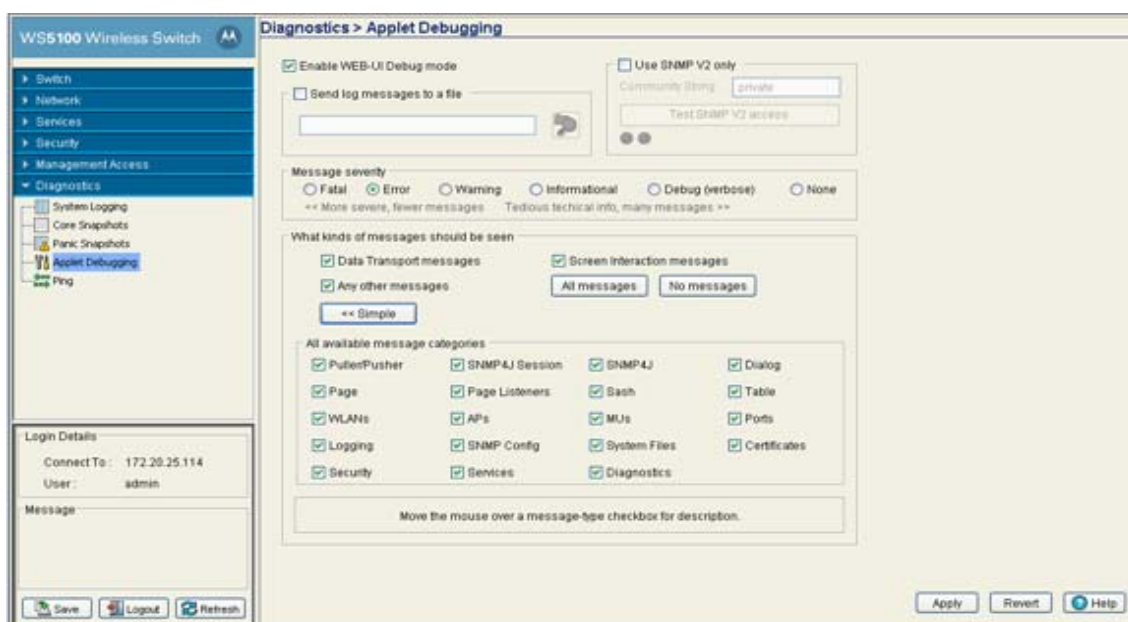 WS5100 Wireless Switch
Switch
Network
Services
Security
Management Access
Diagnostics
System Logging
Core Snapshots
Panic Snapshots
Applet Debugging
Ping
Login Details
Connect To : 172.20.25.114
User : admin
Message
Save Logout Refresh
Diagnostics > Applet Debugging
Enable WEB-UI Debug mode
Send log messages to a file
Use SNMP V2 only
Community String private
Test SNMP V2 access
Message severity
Fatal Error Warning Informational Debug (verbose) None
<< More severe, fewer messages Tedious techical info, many messages >>
What kinds of messages should be seen
Data Transport messages Screen Interaction messages
Any other messages All messages No messages
<< Simple
All available message categories
Puller/Pusher SNMP4J Session SNMP4J Dialog
Page Page Listeners Sash Table
WLANs APs MUs Ports
Logging SNMP Config System Files Certificates
Security Services Diagnostics
Move the mouse over a message-type checkbox for description.
Apply Revert Help